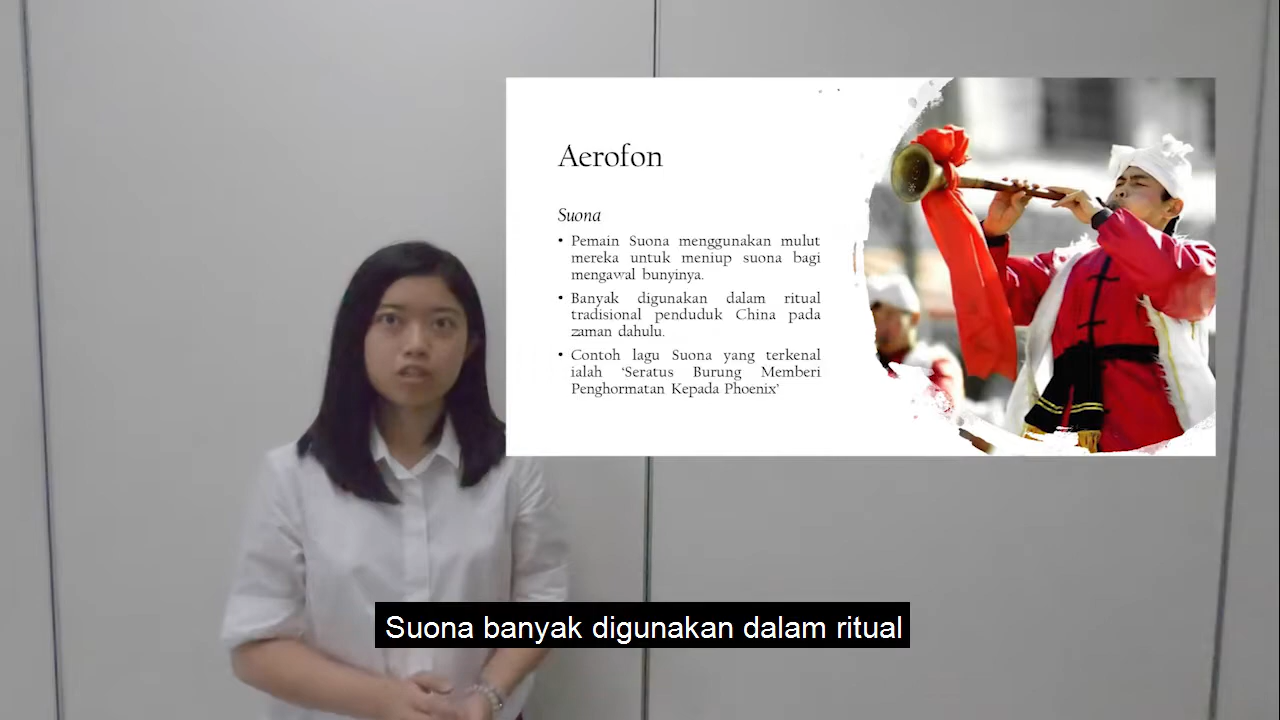 Aerofon
Suona
• Pemain Suona menggunakan mulut
mereka untuk meniup suona bagi
mengawal bunyinya.
• Banyak digunakan dalam ritual
tradisional penduduk China pada
zaman dahulu.
• Contoh lagu Suona yang terkenal
ialah ‘Seratus Burung Memberi
Penghormatan Kepada Phoenix’
Suona banyak digunakan dalam ritual